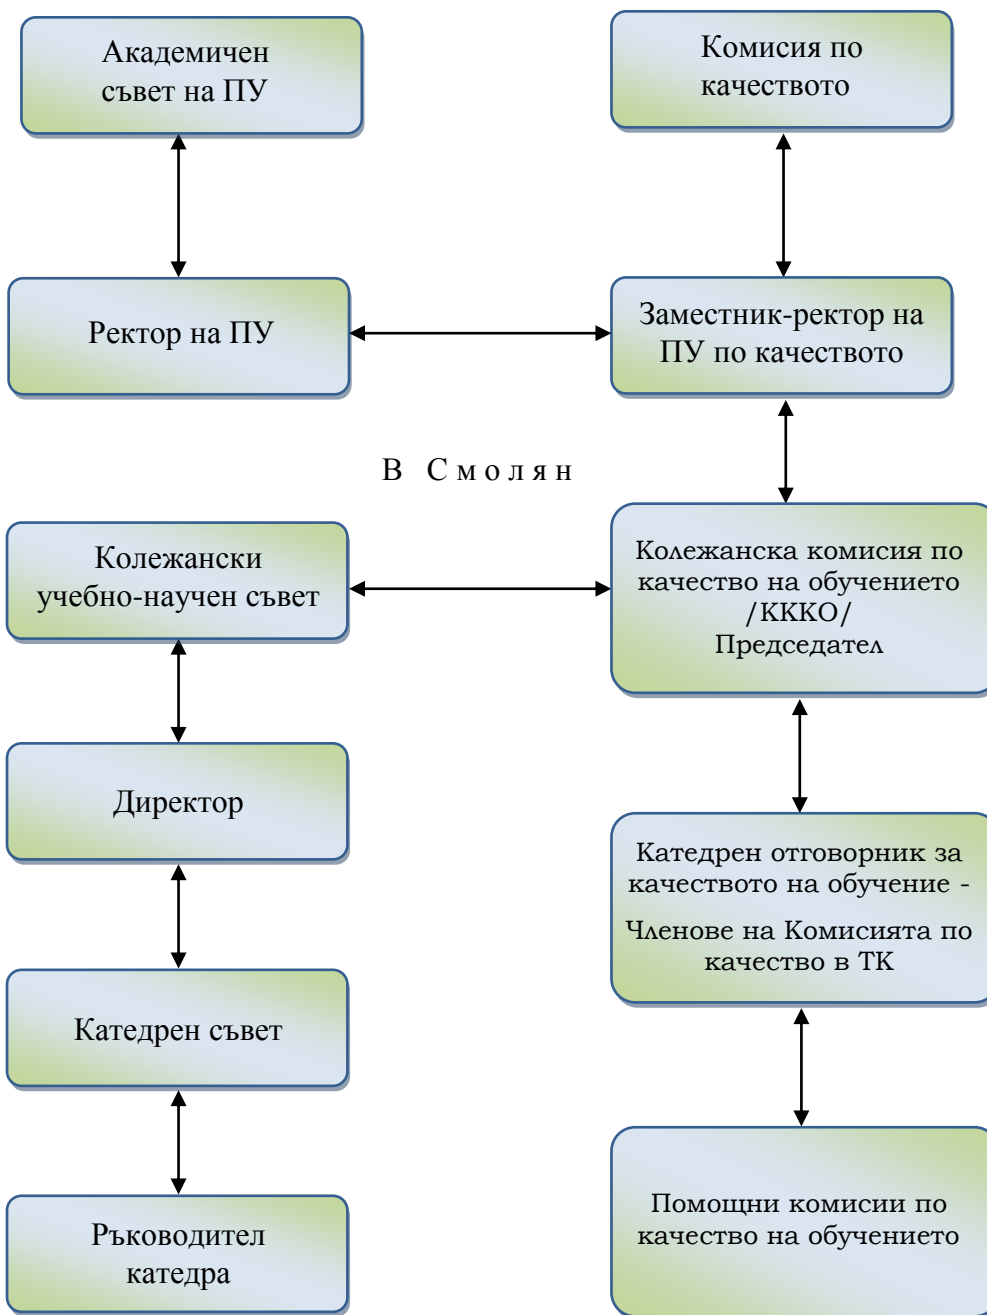 Академичен
съвет на ПУ
Комисия по
качеството
Ректор на ПУ
Заместник-ректор на
ПУ по качеството
В Смолян
Колежански
учебно-научен съвет
Колежанска комисия по
качество на обучението
/ККК0/
Председател
Директор
Катедрен отговорник за
качеството на обучение -
Членове на Комисията по
качество в ТК
Катедрен съвет
Ръководител
катедра
Помощни комисии по
качество на обучението